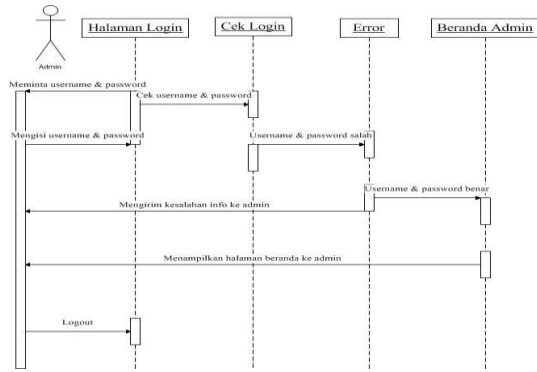 Halaman Login
Cek Login
Error
Beranda Admin
Admin
Meminta username & password
Cek username & password
Mengisi username & password
Username & password salah
Username & password benar
Mengirim kesalahan info ke admin
Menampilkan halaman beranda ke admin
Logout